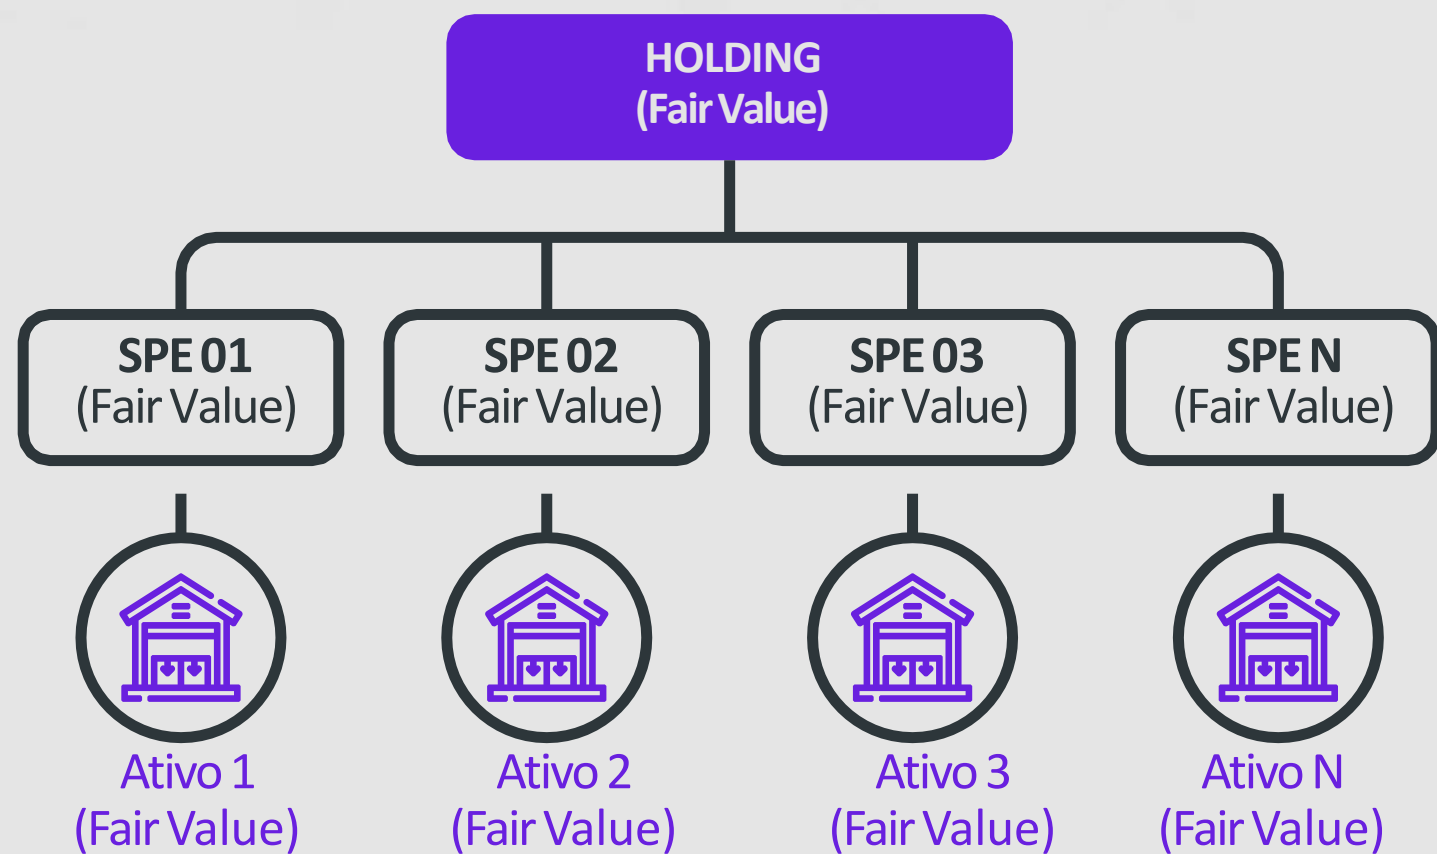 HOLDING
(Fair Value)
SPE 01
(Fair Value)
SPE 02
(Fair Value)
SPE 03
(Fair Value)
SPE N
(Fair Value)
Ativo 1
(Fair Value)
Ativo 2
(Fair Value)
Ativo 3
(Fair Value)
Ativo N
(Fair Value)